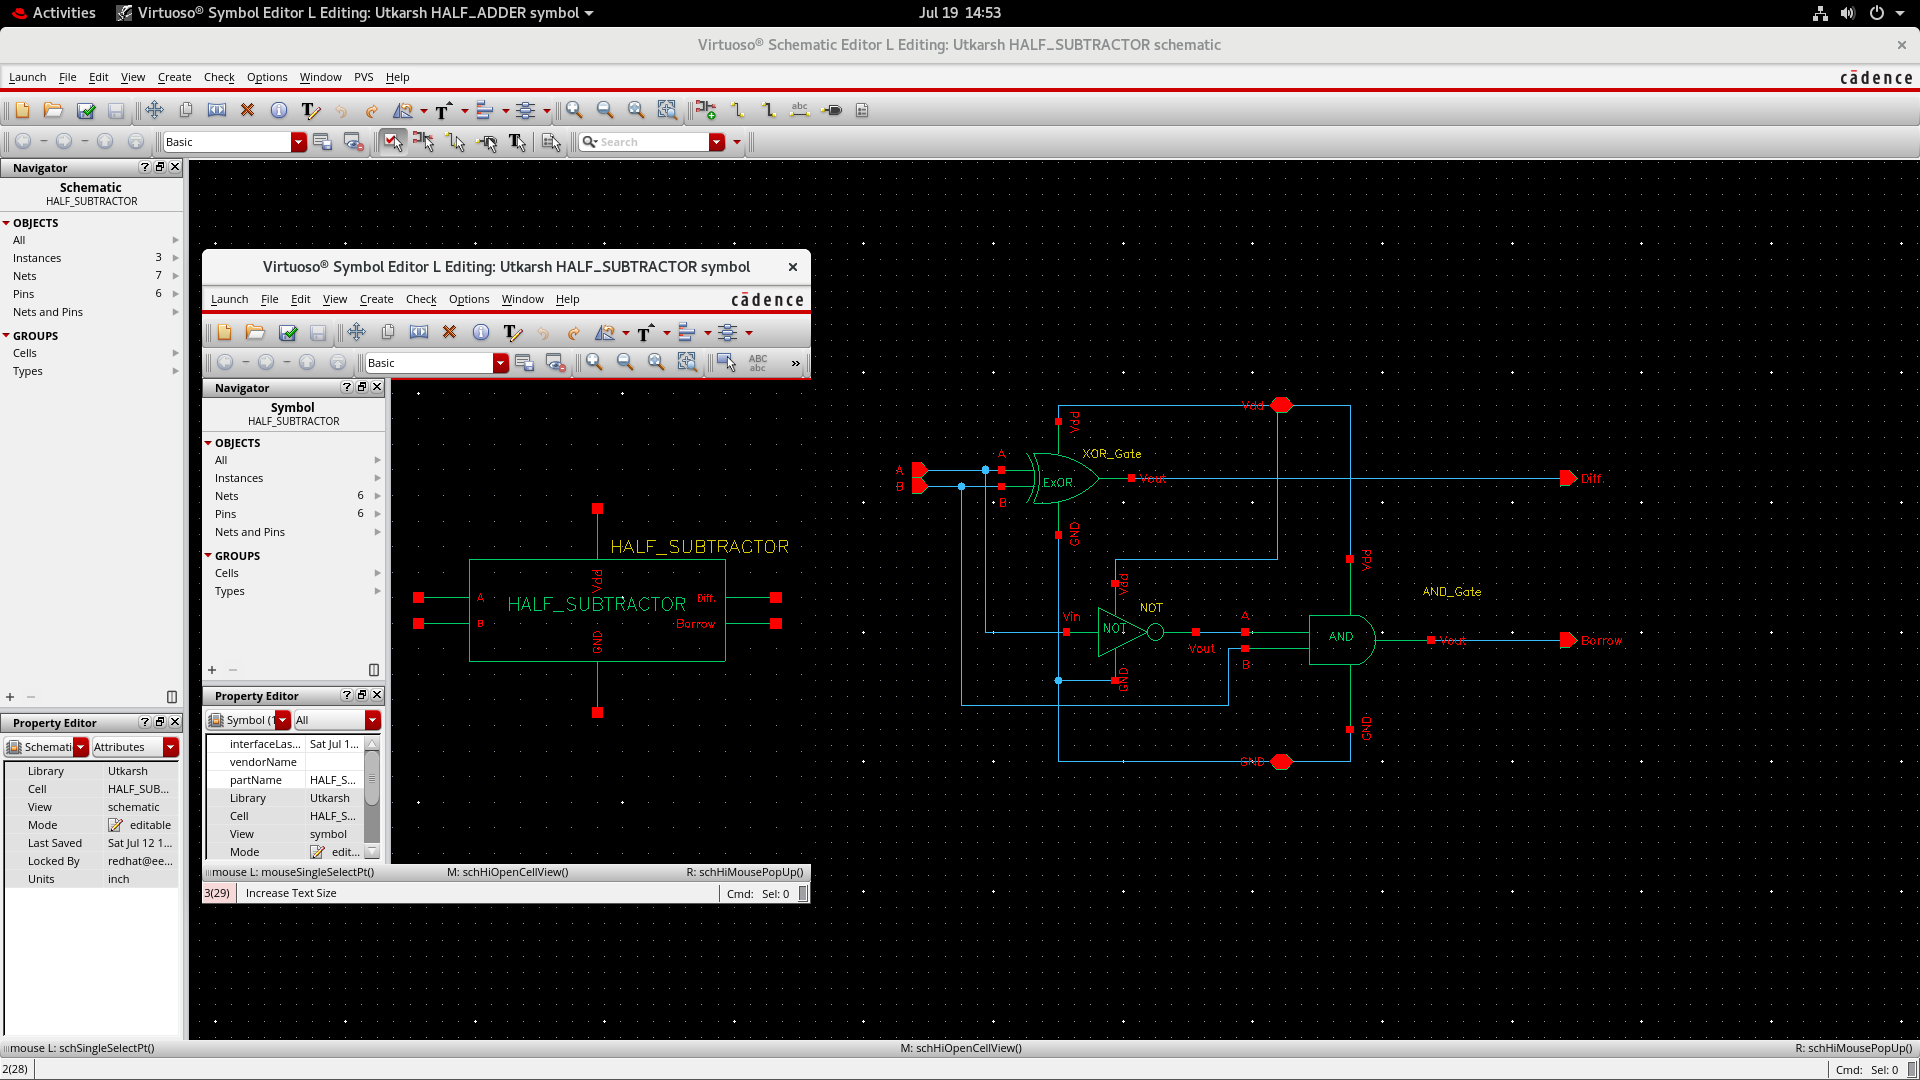 Activities Virtuoso® Symbol Editor L Editing: Utkarsh HALF_ADDER symbol Jul 19 14:53
Virtuoso® Schematic Editor L Editing: Utkarsh HALF_SUBTRACTOR schematic
Launch File Edit View Create Check Options Window PVS Help cādence
Basic Search
Navigator
Schematic
HALF_SUBTRACTOR
OBJECTS
All
Instances 3
Nets 7
Pins 6
Nets and Pins
GROUPS
Cells
Types
Property Editor
Schemati Attributes
Library Utkarsh
Cell HALF_SUB...
View schematic
Mode editable
Last Saved Sat Jul 12 1...
Locked By redhat@ee...
Units inch
Virtuoso® Symbol Editor L Editing: Utkarsh HALF_SUBTRACTOR symbol
Launch File Edit View Create Check Options Window Help cādence
Basic ABC abc »
Navigator
Symbol
HALF_SUBTRACTOR
OBJECTS
All
Instances
Nets 6
Pins 6
Nets and Pins
GROUPS
Cells
Types
Property Editor
Symbol (1 All
interfaceLas... Sat Jul 1...
vendorName
partName HALF_S...
Library Utkarsh
Cell HALF_S...
View symbol
Mode edit...
HALF_SUBTRACTOR
Vdd
A HALF_SUBTRACTOR Diff.
B Borrow
GND
mouse L: mouseSingleSelectPt() M: schHiOpenCellView() R: schHiMousePopUp()
3(29) Increase Text Size Cmd: Sel: 0
Vdd
Vdd
XOR_Gate
A A
B ExOR Vout Diff.
B
GND
Vdd
Vdd
AND_Gate
NOT
Vin A
NOT AND
Vout Vout Borrow
B
GND
GND
GND
mouse L: schSingleSelectPt() M: schHiOpenCellView() R: schHiMousePopUp()
2(28) Cmd: Sel: 0